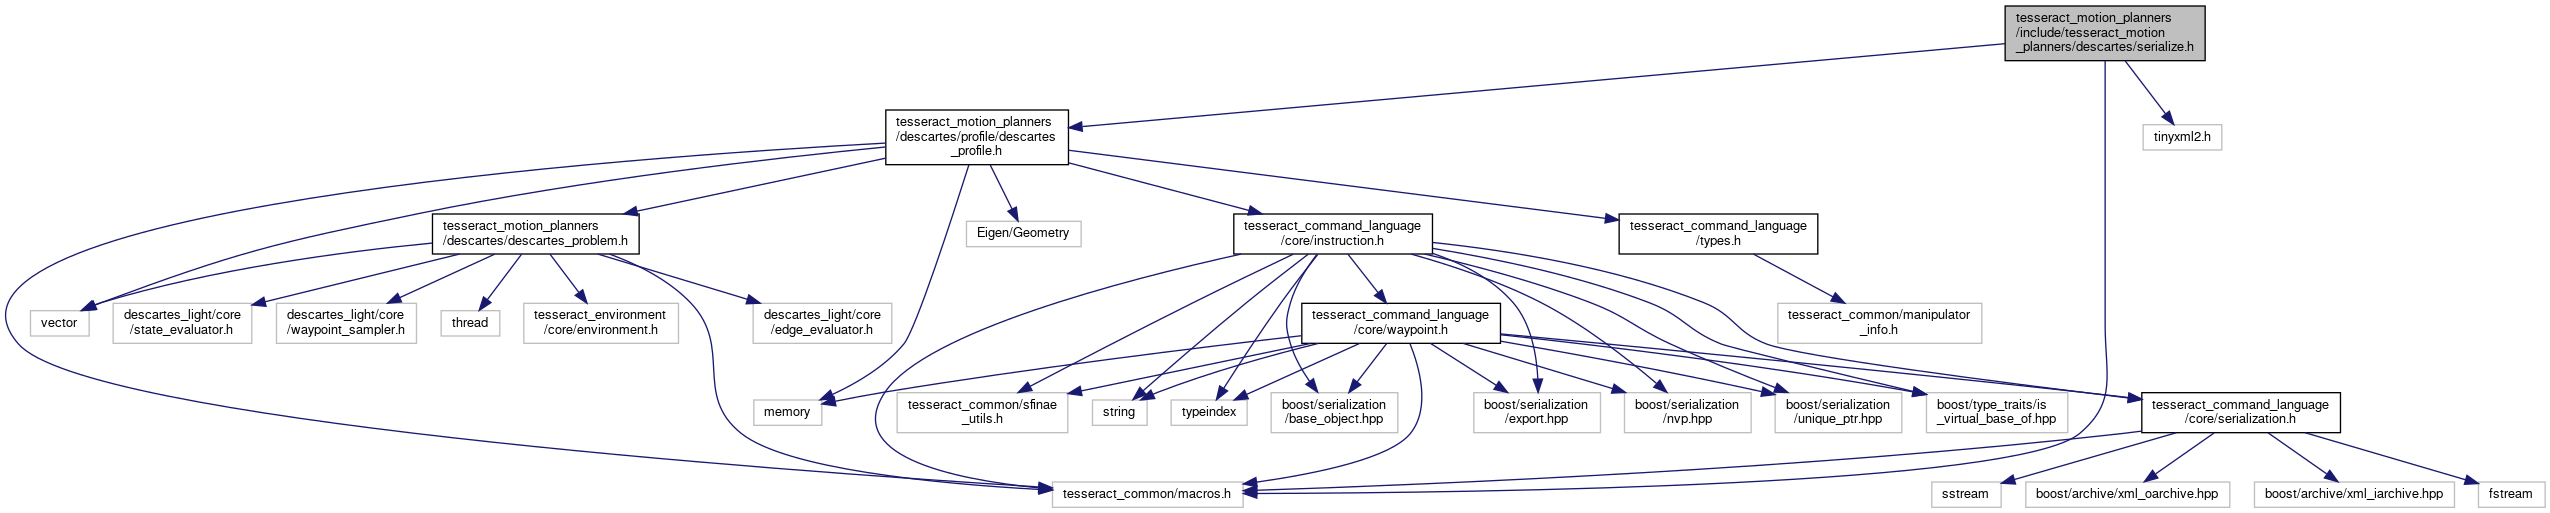 tesseract_motion_planners
/include/tesseract_motion
_planners/descartes/serialize.h
tesseract_motion_planners
/descartes/profile/descartes
_profile.h
tinyxml2.h
tesseract_motion_planners
/descartes/descartes_problem.h
Eigen/Geometry
tesseract_command_language
/core/instruction.h
tesseract_command_language
/types.h
vector
descartes_light/core
/state_evaluator.h
descartes_light/core
/waypoint_sampler.h
thread
tesseract_environment
/core/environment.h
descartes_light/core
/edge_evaluator.h
tesseract_command_language
/core/waypoint.h
tesseract_common/manipulator
_info.h
memory
tesseract_common/sfinae
_utils.h
string
typeindex
boost/serialization
/base_object.hpp
boost/serialization
/export.hpp
boost/serialization
/nvp.hpp
boost/serialization
/unique_ptr.hpp
boost/type_traits/is
_virtual_base_of.hpp
tesseract_command_language
/core/serialization.h
tesseract_common/macros.h
sstream
boost/archive/xml_oarchive.hpp
boost/archive/xml_iarchive.hpp
fstream